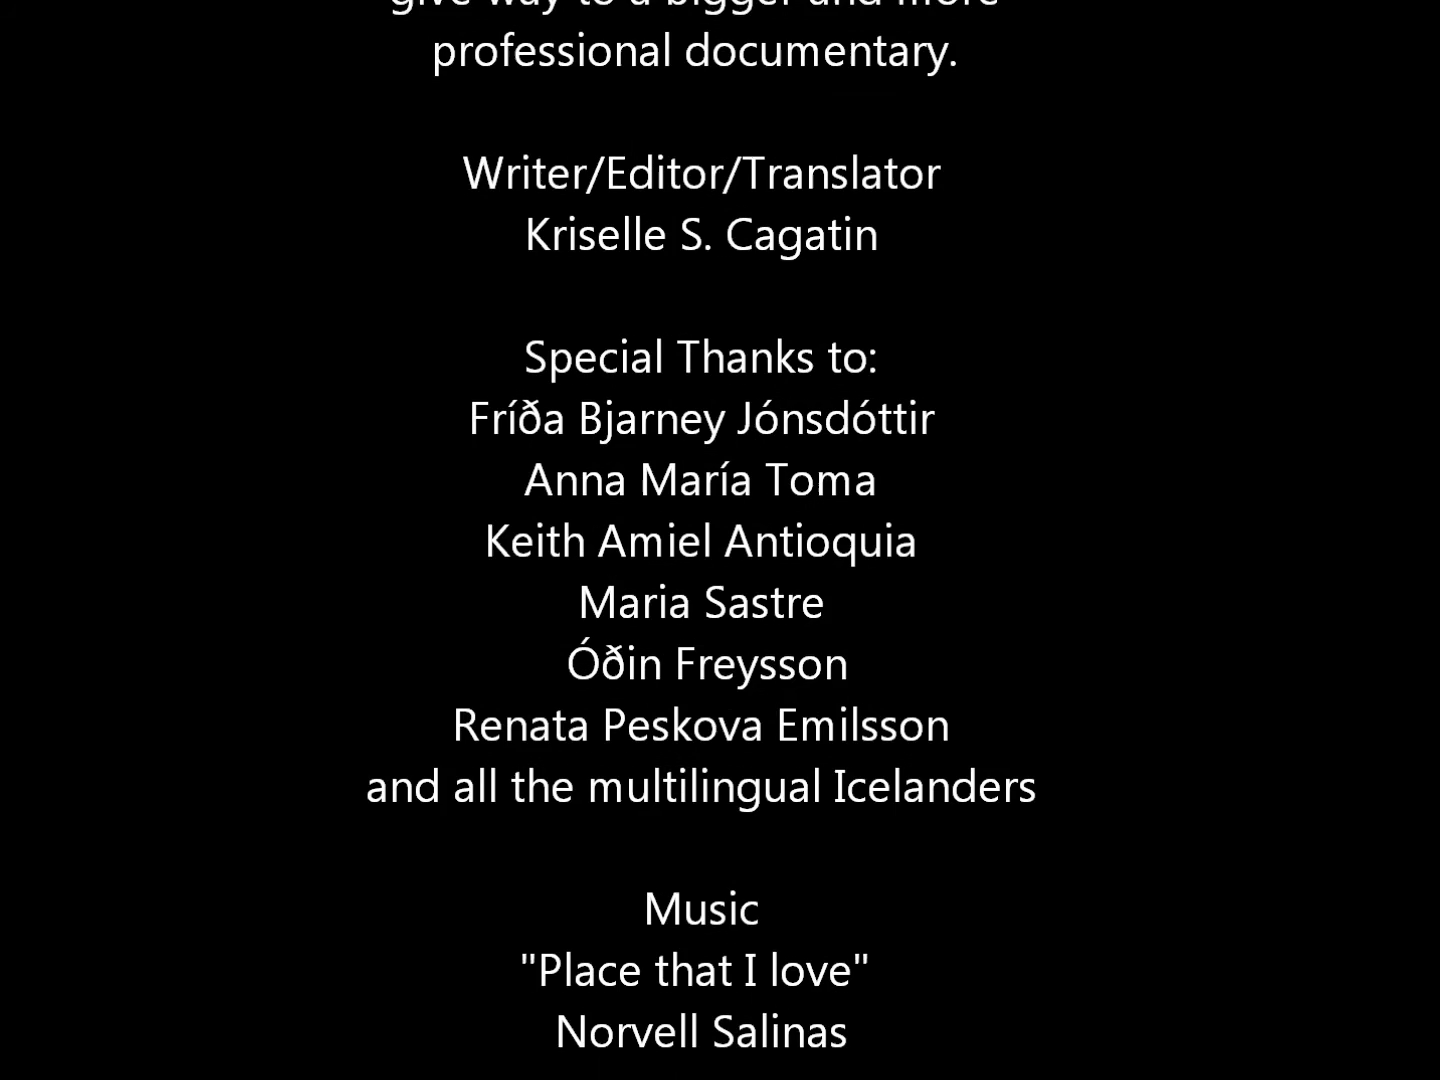 give way to a bigger and more
professional documentary.
Writer/Editor/Translator
Kriselle S. Cagatin
Special Thanks to:
Fríða Bjarney Jónsdóttir
Anna María Toma
Keith Amiel Antioquia
Maria Sastre
Óðin Freysson
Renata Peskova Emilsson
and all the multilingual Icelanders
Music
"Place that I love"
Norvell Salinas